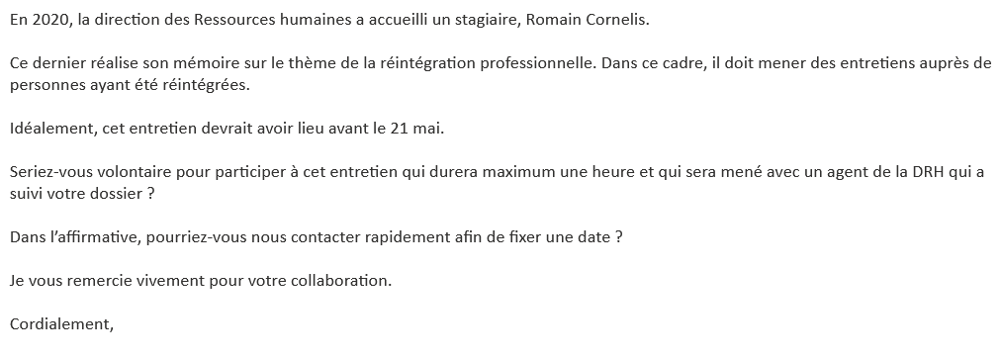 En 2020, la direction des Ressources humaines a accueilli un stagiaire, Romain Cornelis.
Ce dernier réalise son mémoire sur le thème de la réintégration professionnelle. Dans ce cadre, il doit mener des entretiens auprès de
personnes ayant été réintégrées.
Idéalement, cet entretien devrait avoir lieu avant le 21 mai.
Seriez-vous volontaire pour participer à cet entretien qui durera maximum une heure et qui sera mené avec un agent de la DRH qui a
suivi votre dossier ?
Dans l’affirmative, pourriez-vous nous contacter rapidement afin de fixer une date ?
Je vous remercie vivement pour votre collaboration.
Cordialement,